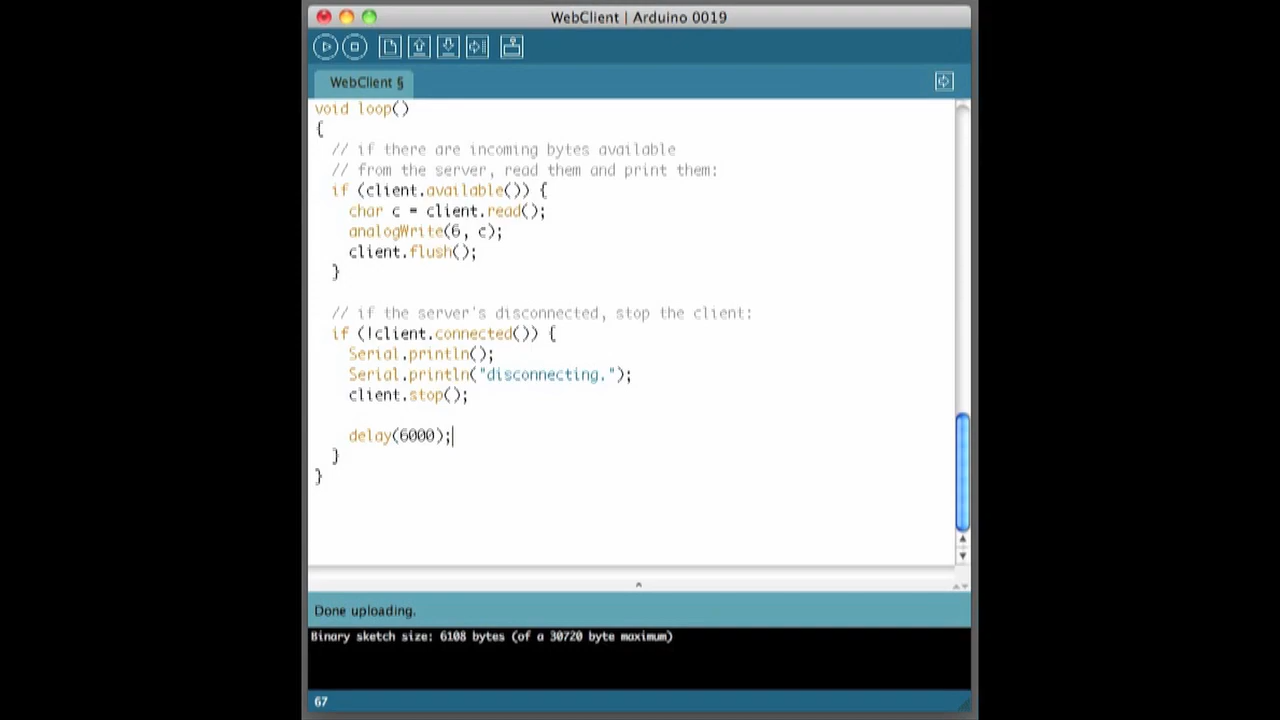 WebClient | Arduino 0019
WebClient §
void loop()
{
  // if there are incoming bytes available
  // from the server, read them and print them:
  if (client.available()) {
    char c = client.read();
    analogWrite(6, c);
    client.flush();
  }

  // if the server's disconnected, stop the client:
  if (!client.connected()) {
    Serial.println();
    Serial.println("disconnecting.");
    client.stop();

    delay(6000);
  }
}
Done uploading.
Binary sketch size: 6108 bytes (of a 30720 byte maximum)
67